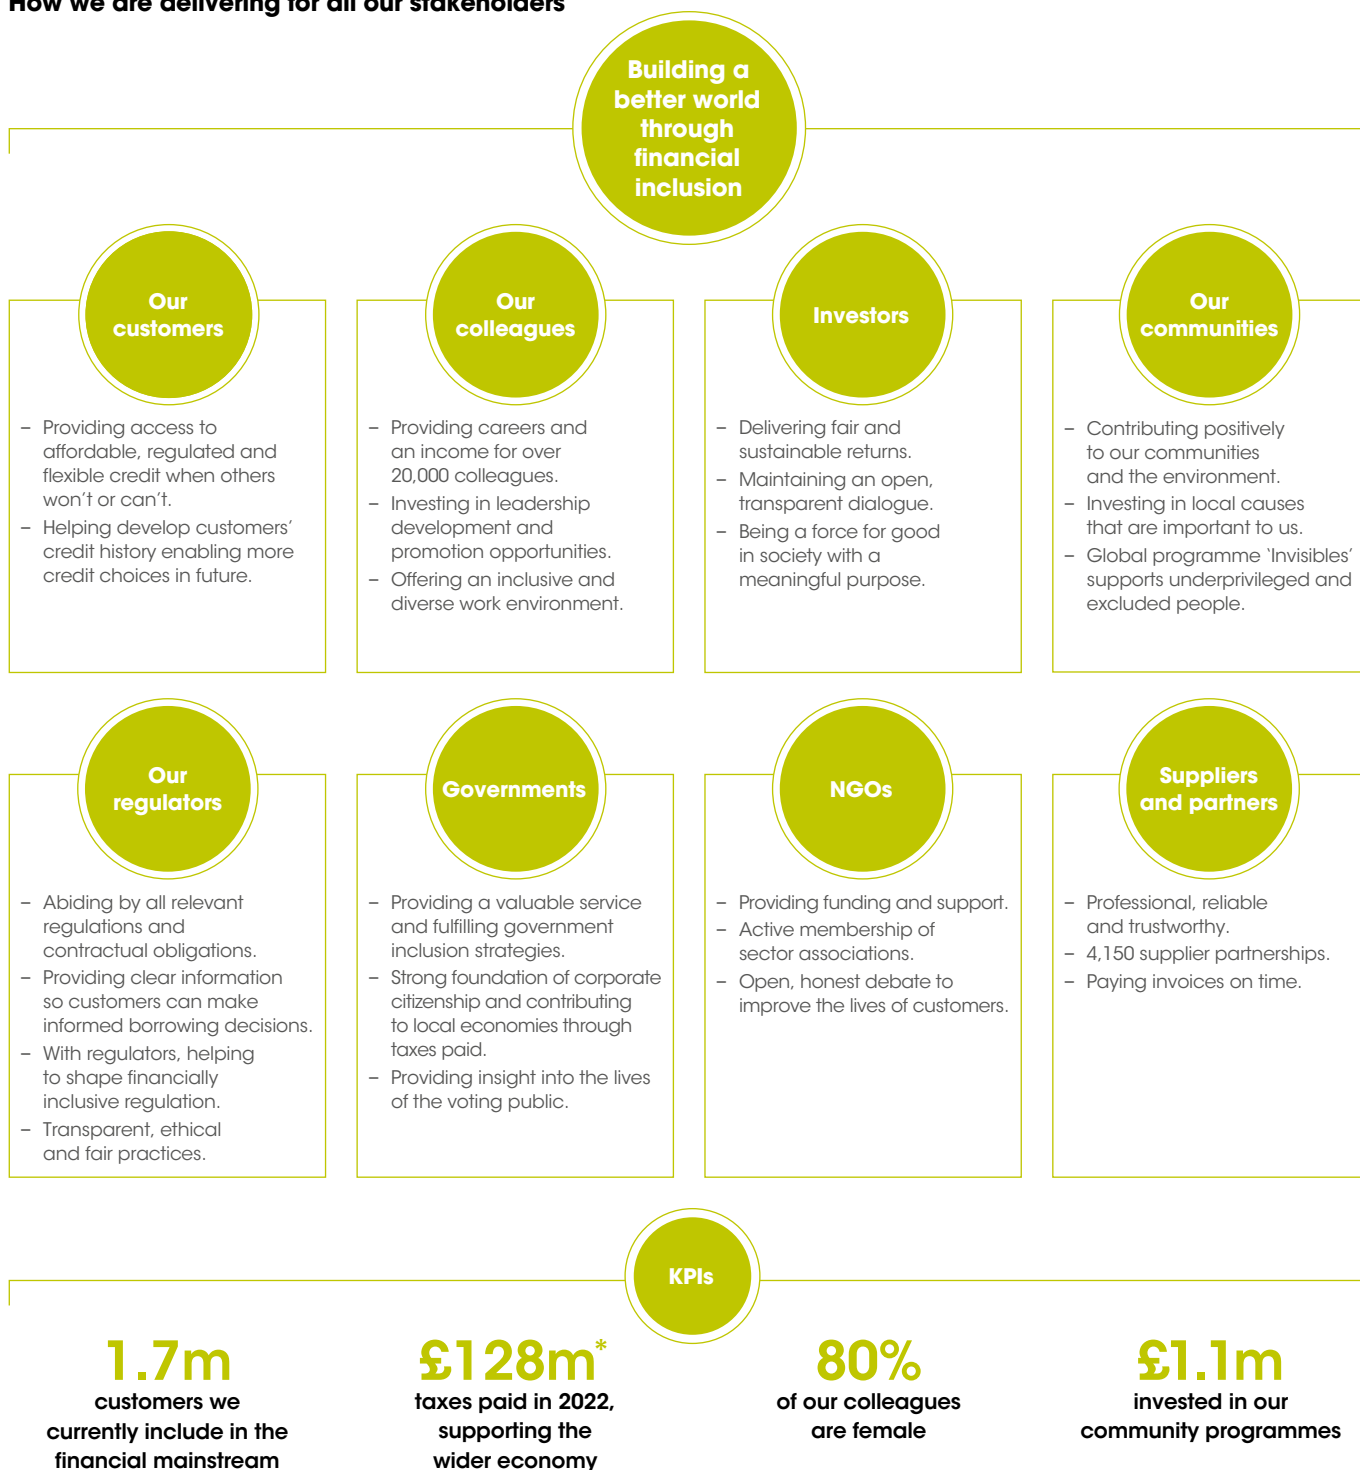 How we are delivering for all our stakeholders
Building a
better world
through
financial
inclusion
Our
customers
– Providing access to
affordable, regulated and
flexible credit when others
won’t or can’t.
– Helping develop customers’
credit history enabling more
credit choices in future.
Our
colleagues
– Providing careers and
an income for over
20,000 colleagues.
– Investing in leadership
development and
promotion opportunities.
– Offering an inclusive and
diverse work environment.
Investors
– Delivering fair and
sustainable returns.
– Maintaining an open,
transparent dialogue.
– Being a force for good
in society with a
meaningful purpose.
Our
communities
– Contributing positively
to our communities
and the environment.
– Investing in local causes
that are important to us.
– Global programme ‘Invisibles’
supports underprivileged and
excluded people.
Our
regulators
– Abiding by all relevant
regulations and
contractual obligations.
– Providing clear information
so customers can make
informed borrowing decisions.
– With regulators, helping
to shape financially
inclusive regulation.
– Transparent, ethical
and fair practices.
Governments
– Providing a valuable service
and fulfilling government
inclusion strategies.
– Strong foundation of corporate
citizenship and contributing
to local economies through
taxes paid.
– Providing insight into the lives
of the voting public.
NGOs
– Providing funding and support.
– Active membership of
sector associations.
– Open, honest debate to
improve the lives of customers.
Suppliers
and partners
– Professional, reliable
and trustworthy.
– 4,150 supplier partnerships.
– Paying invoices on time.
KPIs
1.7m
customers we
currently include in the
financial mainstream
£128m*
taxes paid in 2022,
supporting the
wider economy
80%
of our colleagues
are female
£1.1m
invested in our
community programmes